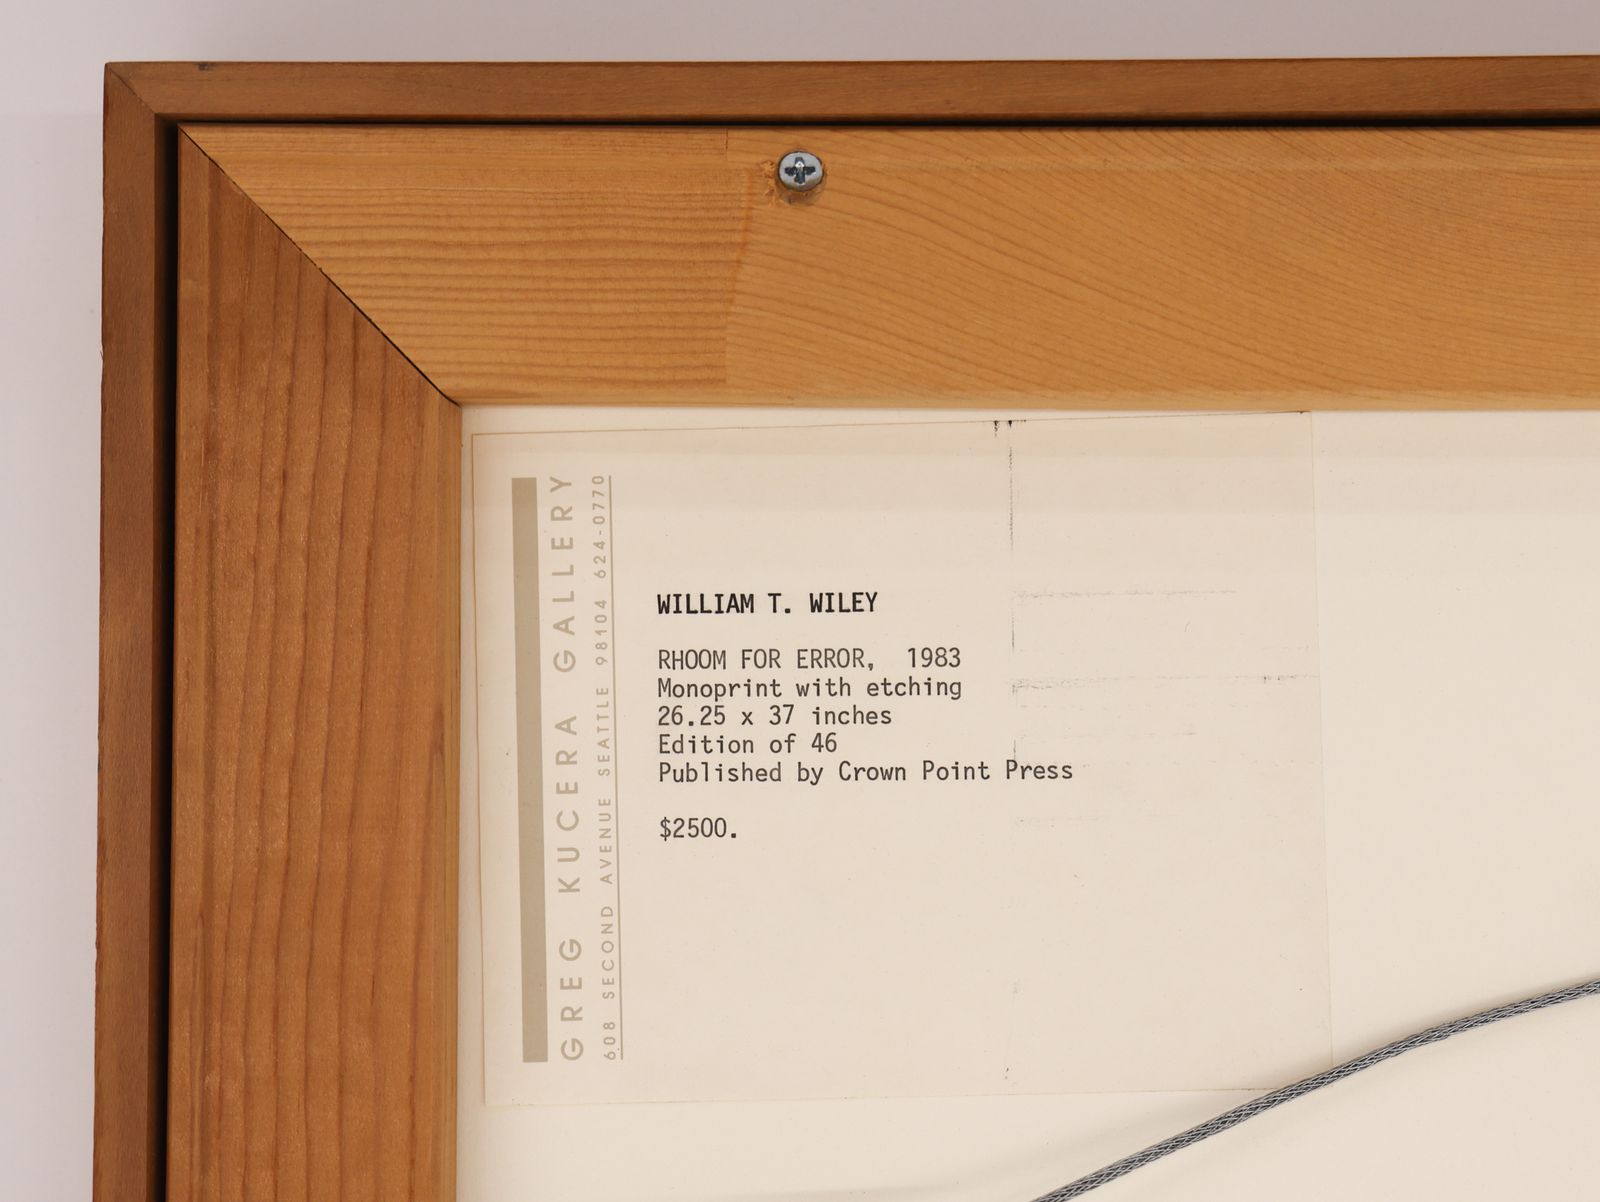 GREG KUCERA GALLERY
608 SECOND AVENUE SEATTLE 98104 624-0770
WILLIAM T. WILEY
RHOOM FOR ERROR, 1983
Monoprint with etching
26.25 x 37 inches
Edition of 46
Published by Crown Point Press
$2500.